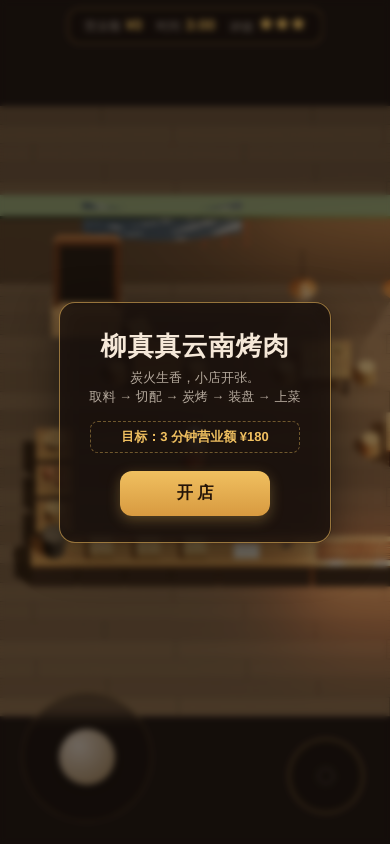 柳真真云南烤肉
炭火生香，小店开张。
取料 → 切配 → 炭烤 → 装盘 → 上菜
目标：3 分钟营业额 ¥180
开 店